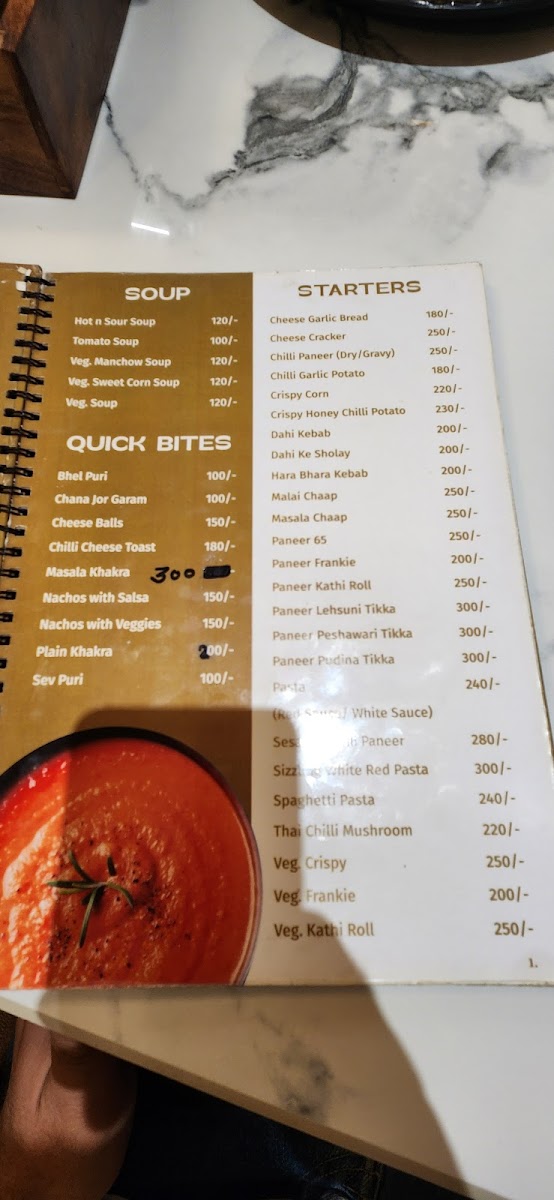 SOUP
Hot n Sour Soup 120/-
Tomato Soup 100/-
Veg. Manchow Soup 120/-
Veg. Sweet Corn Soup 120/-
Veg. Soup 120/-
QUICK BITES
Bhel Puri 100/-
Chana Jor Garam 100/-
Cheese Balls 150/-
Chilli Cheese Toast 180/-
Masala Khakra 300
Nachos with Salsa 150/-
Nachos with Veggies 150/-
Plain Khakra 200/-
Sev Puri 100/-
STARTERS
Cheese Garlic Bread 180/-
Cheese Cracker 250/-
Chilli Paneer (Dry/Gravy) 250/-
Chilli Garlic Potato 180/-
Crispy Corn 220/-
Crispy Honey Chilli Potato 230/-
Dahi Kebab 200/-
Dahi Ke Sholay 200/-
Hara Bhara Kebab 200/-
Malai Chaap 250/-
Masala Chaap 250/-
Paneer 65 250/-
Paneer Frankie 200/-
Paneer Kathi Roll 250/-
Paneer Lehsuni Tikka 300/-
Paneer Peshawari Tikka 300/-
Paneer Pudina Tikka 300/-
Pasta 240/-
(Red Sauce/ White Sauce)
Paneer 280/-
Sizzling White Red Pasta 300/-
Spaghetti Pasta 240/-
Thai Chilli Mushroom 220/-
Veg. Crispy 250/-
Veg. Frankie 200/-
Veg. Kathi Roll 250/-
1.